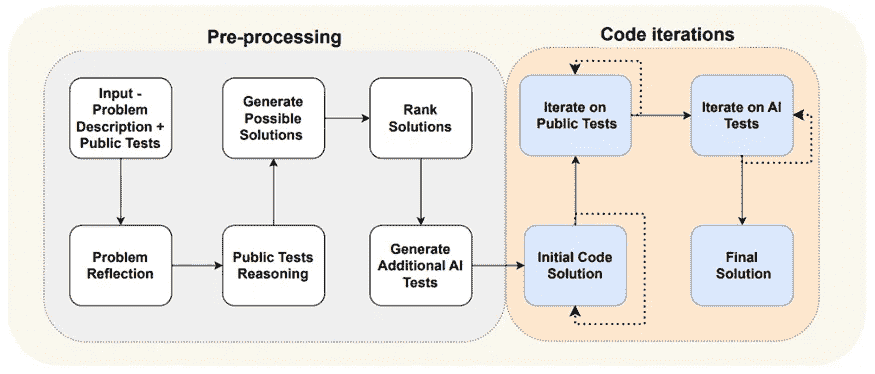 Pre-processing
Input -
Problem
Description +
Public Tests
Problem
Reflection
Public Tests
Reasoning
Generate
Possible
Solutions
Rank
Solutions
Generate
Additional AI
Tests
Code iterations
Initial Code
Solution
Iterate on
Public Tests
Iterate on AI
Tests
Final
Solution